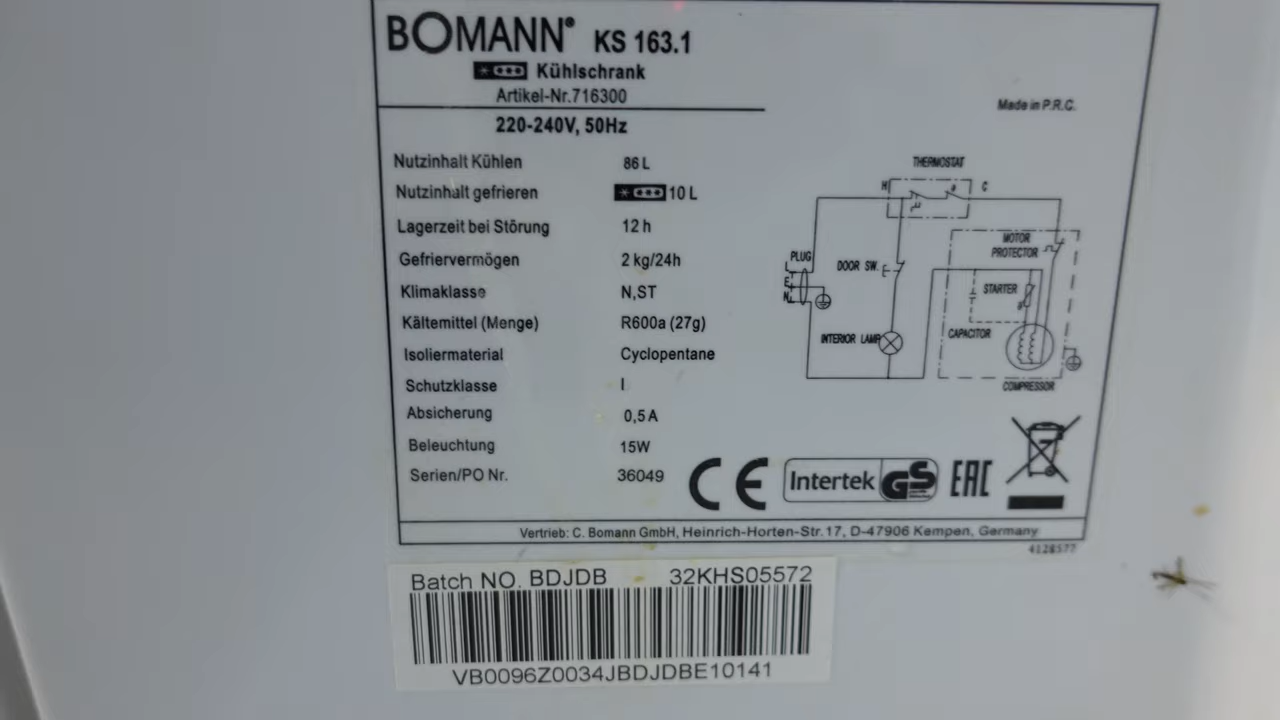 BOMANN® KS 163.1
Kühlschrank
Artikel-Nr.716300
Made in P.R.C.
220-240V, 50Hz
Nutzinhalt Kühlen 86 L
Nutzinhalt gefrieren 10 L
Lagerzeit bei Störung 12 h
Gefriervermögen 2 kg/24h
Klimaklasse N,ST
Kältemittel (Menge) R600a (27g)
Isoliermaterial Cyclopentane
Schutzklasse I
Absicherung 0,5 A
Beleuchtung 15W
Serien/PO Nr. 36049
THERMOSTAT
H C
MOTOR
PROTECTOR
PLUG
L
E
N
DOOR SW.
STARTER
INTERIOR LAMP
CAPACITOR
COMPRESSOR
CE Intertek GS EAC
Vertrieb: C. Bomann GmbH, Heinrich-Horten-Str.17, D-47906 Kempen, Germany
4128577
Batch NO. BDJDB 32KHS05572
VB0096Z0034JBDJDBE10141